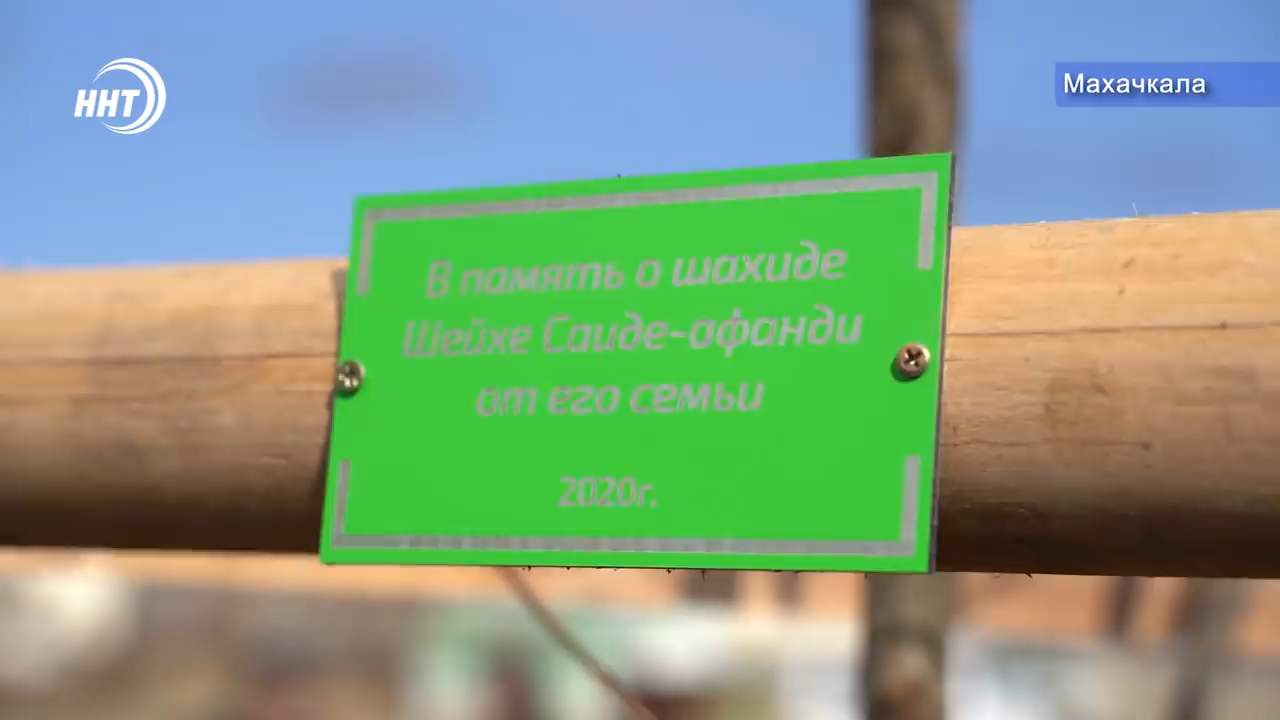 ННТ
Махачкала
В память о шахиде
Шейхе Саиде-афанди
от его семьи
2020г.